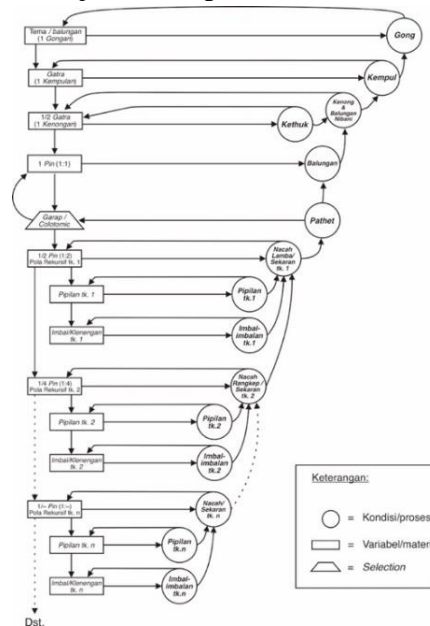 Tema / balungan
(1 Gongan)
Gong
Gatra
(1 Kempulan)
Kempul
1/2 Gatra
(1 Kenongan)
Kethuk
Kenong
&
Balungan
Nibani
1 Pin (1:1)
Balungan
Garap /
Colotomic
Pathet
1/2 Pin (1:2)
Pola Rekursif tk. 1
Nacah
Lamba/
Sekaran
tk. 1
Pipilan tk. 1
Pipilan
tk.1
Imbal/Klenengan
tk. 1
Imbal-
imbalan
tk.1
1/4 Pin (1:4)
Pola Rekursif tk. 2
Nacah
Rangkep /
Sekaran
tk. 2
Pipilan tk. 2
Pipilan
tk.2
Imbal/Klenengan
tk. 2
Imbal-
imbalan
tk.2
1/~ Pin (1:~)
Pola Rekursif tk. n
Nacah/
Sekaran
tk. n
Pipilan tk. n
Pipilan
tk.n
Imbal/Klenengan
tk. n
Imbal-
imbalan
tk.n
Dst.
Keterangan:
= Kondisi/proses
= Variabel/materi
= Selection